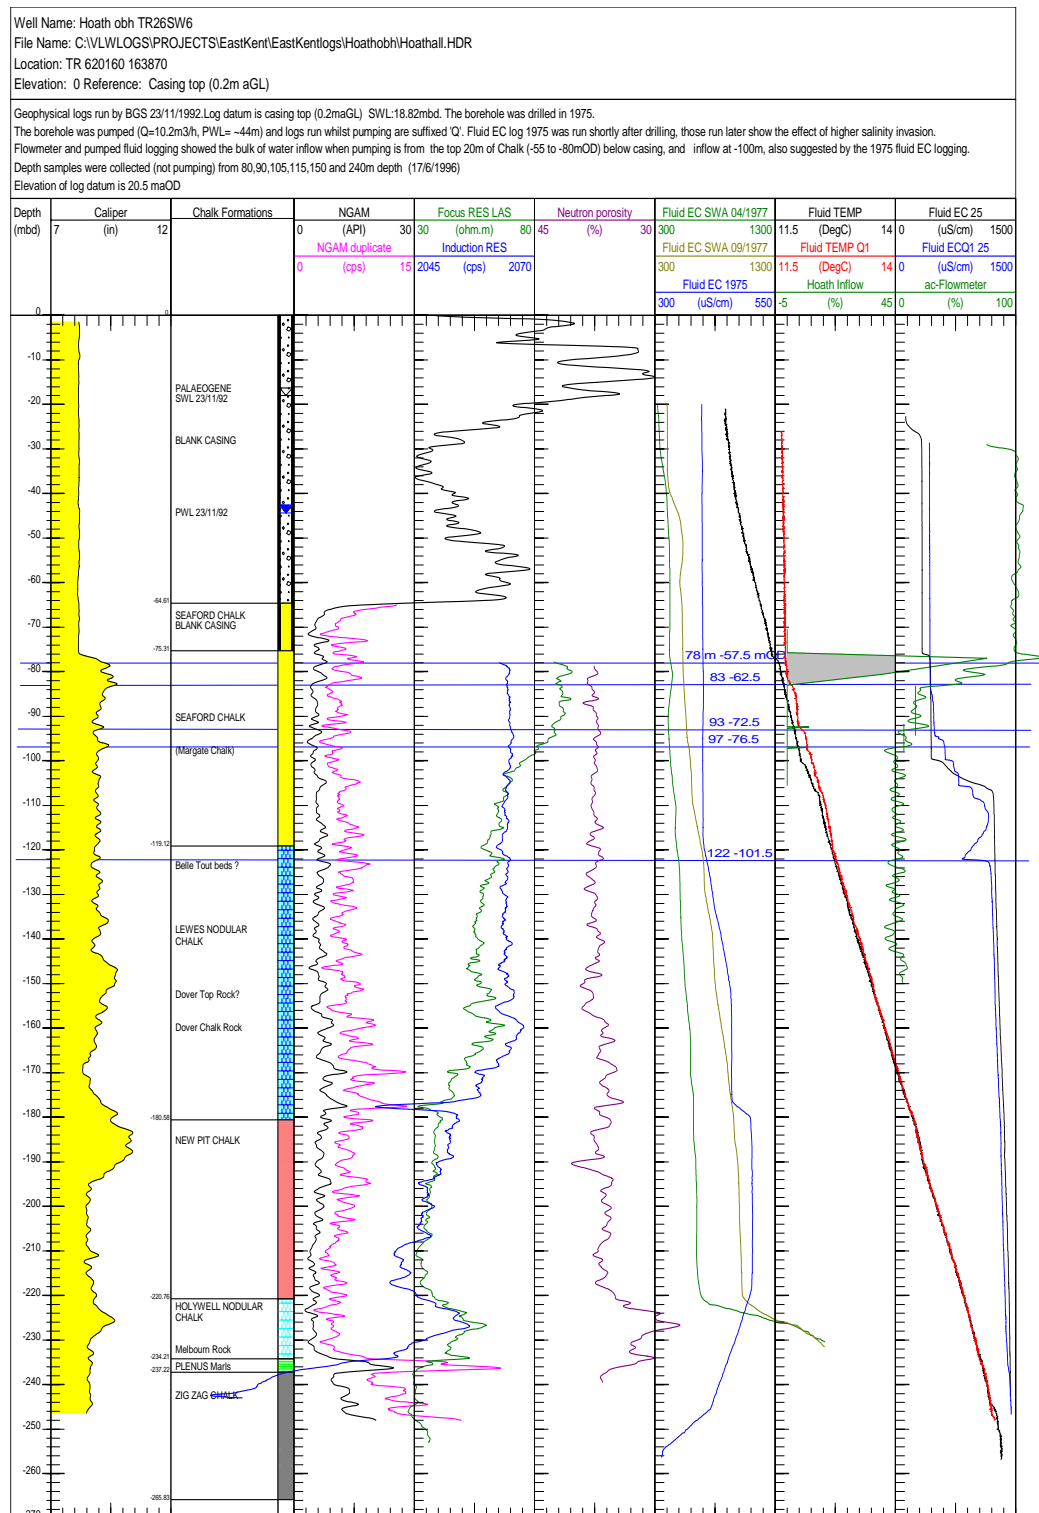 Well Name: Hoath obh TR26SW6
File Name: C:\VLWLOGS\PROJECTS\EastKent\EastKentlogs\Hoathobh\Hoathall.HDR
Location: TR 620160 163870
Elevation: 0 Reference: Casing top (0.2m aGL)
Geophysical logs run by BGS 23/11/1992.Log datum is casing top (0.2maGL) SWL:18.82mbd. The borehole was drilled in 1975.
The borehole was pumped (Q=10.2m3/h, PWL= ~44m) and logs run whilst pumping are suffixed 'Q'. Fluid EC log 1975 was run shortly after drilling, those run later show the effect of higher salinity invasion.
Flowmeter and pumped fluid logging showed the bulk of water inflow when pumping is from the top 20m of Chalk (-55 to -80mOD) below casing, and inflow at -100m, also suggested by the 1975 fluid EC logging.
Depth samples were collected (not pumping) from 80,90,105,115,150 and 240m depth (17/6/1996)
Elevation of log datum is 20.5 maOD
Depth Caliper Chalk Formations NGAM Focus RES LAS Neutron porosity Fluid EC SWA 04/1977 Fluid TEMP Fluid EC 25
(mbd) 7 (in) 12 0 (API) 30 30 (ohm.m) 80 45 (%) 30 300 1300 11.5 (DegC) 14 0 (uS/cm) 1500
NGAM duplicate Induction RES Fluid EC SWA 09/1977 Fluid TEMP Q1 Fluid ECQ1 25
0 (cps) 15 2045 (cps) 2070 300 1300 11.5 (DegC) 14 0 (uS/cm) 1500
Fluid EC 1975 Hoath Inflow ac-Flowmeter
300 (uS/cm) 550 -5 (%) 45 0 (%) 100
0 0
-10
PALAEOGENE
SWL 23/11/92
-20
BLANK CASING
-30
-40
PWL 23/11/92
-50
-60
-64.61
SEAFORD CHALK
BLANK CASING
-70
-75.31
78 m -57.5 mOD
-80
83 -62.5
-90
SEAFORD CHALK
93 -72.5
97 -76.5
(Margate Chalk)
-100
-110
-119.12
-120
122 -101.5
Belle Tout beds ?
-130
LEWES NODULAR
CHALK
-140
-150
Dover Top Rock?
-160
Dover Chalk Rock
-170
-180
-180.58
NEW PIT CHALK
-190
-200
-210
-220
-220.76
HOLYWELL NODULAR
CHALK
-230
Melbourn Rock
-234.21
PLENUS Marls
-237.22
-240
ZIG ZAG CHALK
-250
-260
-265.83
-270